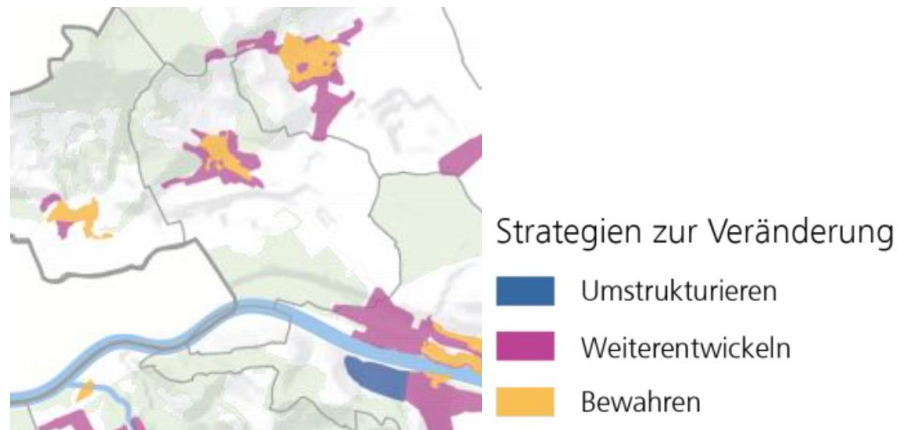 Strategien zur Veränderung
Umstrukturieren
Weiterentwickeln
Bewahren